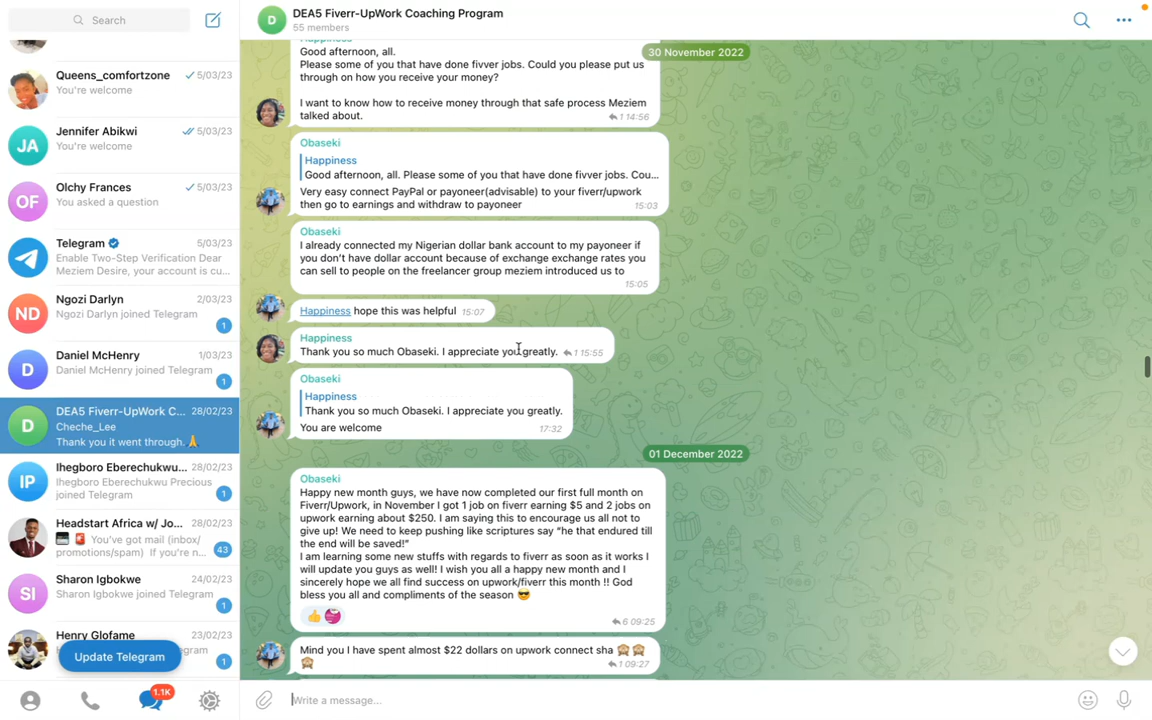 Search
DEA5 Fiverr-UpWork Coaching Program
55 members
Queens_comfortzone 5/03/23
You're welcome
Jennifer Abikwi 5/03/23
You're welcome
Olchy Frances 5/03/23
You asked a question
Telegram 5/03/23
Enable Two-Step Verification Dear
Meziem Desire, your account is cu...
Ngozi Darlyn 2/03/23
Ngozi Darlyn joined Telegram
1
Daniel McHenry 1/03/23
Daniel McHenry joined Telegram
1
DEA5 Fiverr-UpWork C... 28/02/23
Cheche_Lee
Thank you it went through. 🙏
Ihegboro Eberechukwu... 28/02/23
Ihegboro Eberechukwu Precious
joined Telegram
1
Headstart Africa w/ Jo... 28/02/23
📨 🚨 You've got mail (inbox/
promotions/spam) If you're n...
43
Sharon Igbokwe 24/02/23
Sharon Igbokwe joined Telegram
1
Henry Glofame 23/02/23
1
Update Telegram
1.1K
30 November 2022
Happiness
Good afternoon, all.
Please some of you that have done fivver jobs. Could you please put us
through on how you receive your money?
I want to know how to receive money through that safe process Meziem
talked about.
1 14:56
Obaseki
Happiness
Good afternoon, all. Please some of you that have done fivver jobs. Cou...
Very easy connect PayPal or payoneer(advisable) to your fiverr/upwork
then go to earnings and withdraw to payoneer
15:03
Obaseki
I already connected my Nigerian dollar bank account to my payoneer if
you don't have dollar account because of exchange exchange rates you
can sell to people on the freelancer group meziem introduced us to
15:05
Happiness hope this was helpful 15:07
Happiness
Thank you so much Obaseki. I appreciate you greatly. 1 15:55
Obaseki
Happiness
Thank you so much Obaseki. I appreciate you greatly.
You are welcome 17:32
01 December 2022
Obaseki
Happy new month guys, we have now completed our first full month on
Fiverr/Upwork, in November I got 1 job on fiverr earning $5 and 2 jobs on
upwork earning about $250. I am saying this to encourage us all not to
give up! We need to keep pushing like scriptures say "he that endured till
the end will be saved!"
I am learning some new stuffs with regards to fiverr as soon as it works I
will update you guys as well! I wish you all a happy new month and I
sincerely hope we all find success on upwork/fiverr this month !! God
bless you all and compliments of the season 😎
6 09:25
Mind you I have spent almost $22 dollars on upwork connect sha 🙈 🙈
🙈 1 09:27
Write a message...